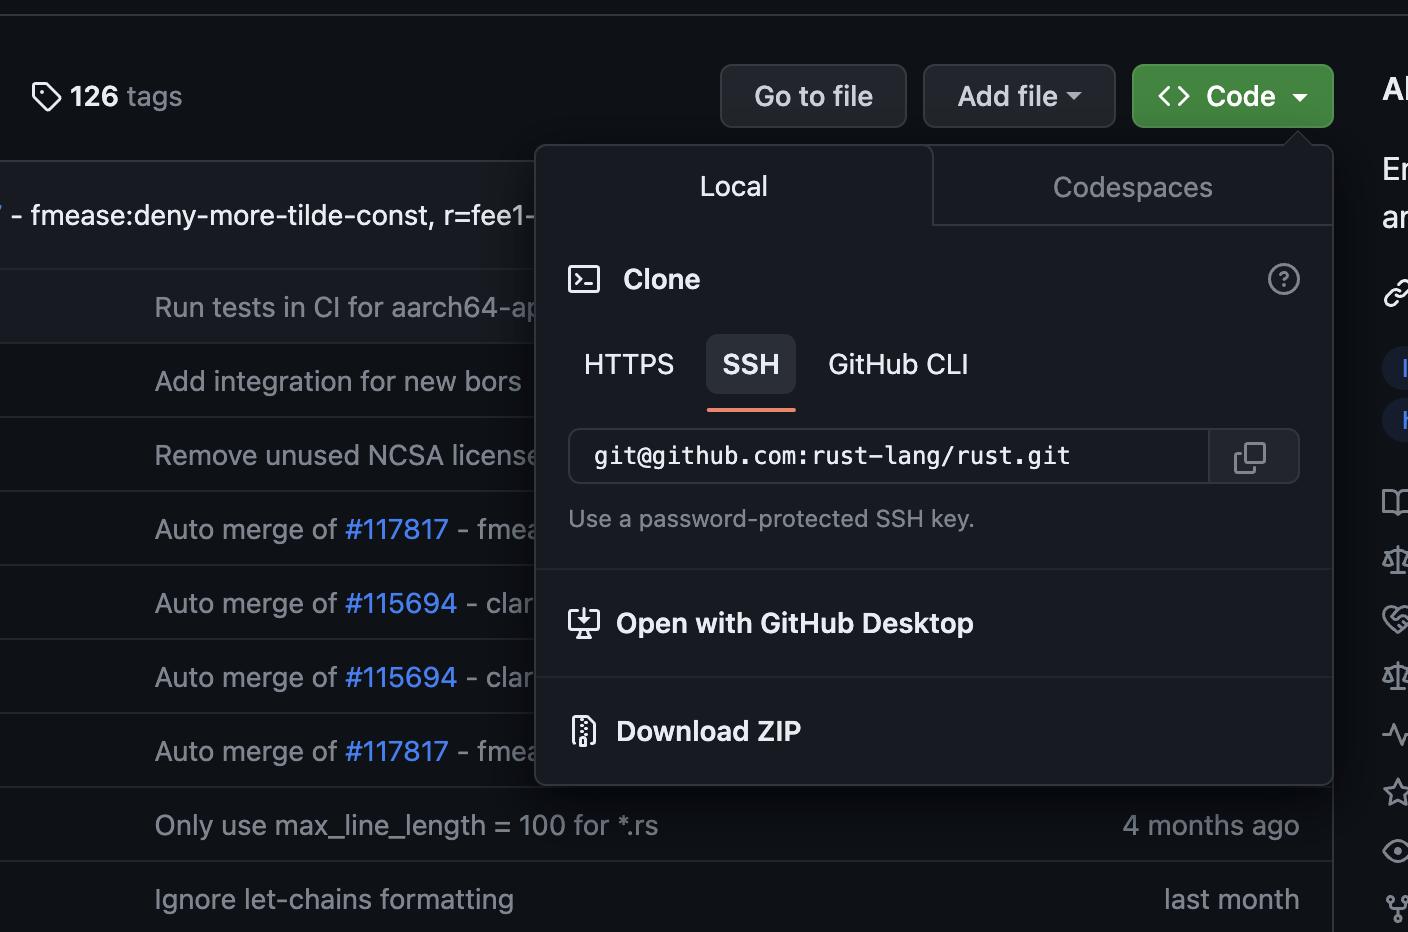 126 tags
Go to file
Add file
Code
- fmease:deny-more-tilde-const, r=fee1-
Local
Codespaces
Clone
HTTPS
SSH
GitHub CLI
git@github.com:rust-lang/rust.git
Use a password-protected SSH key.
Open with GitHub Desktop
Download ZIP
Run tests in CI for aarch64-ap
Add integration for new bors
Remove unused NCSA license
Auto merge of #117817 - fmea
Auto merge of #115694 - clar
Auto merge of #115694 - clar
Auto merge of #117817 - fmea
Only use max_line_length = 100 for *.rs
4 months ago
Ignore let-chains formatting
last month